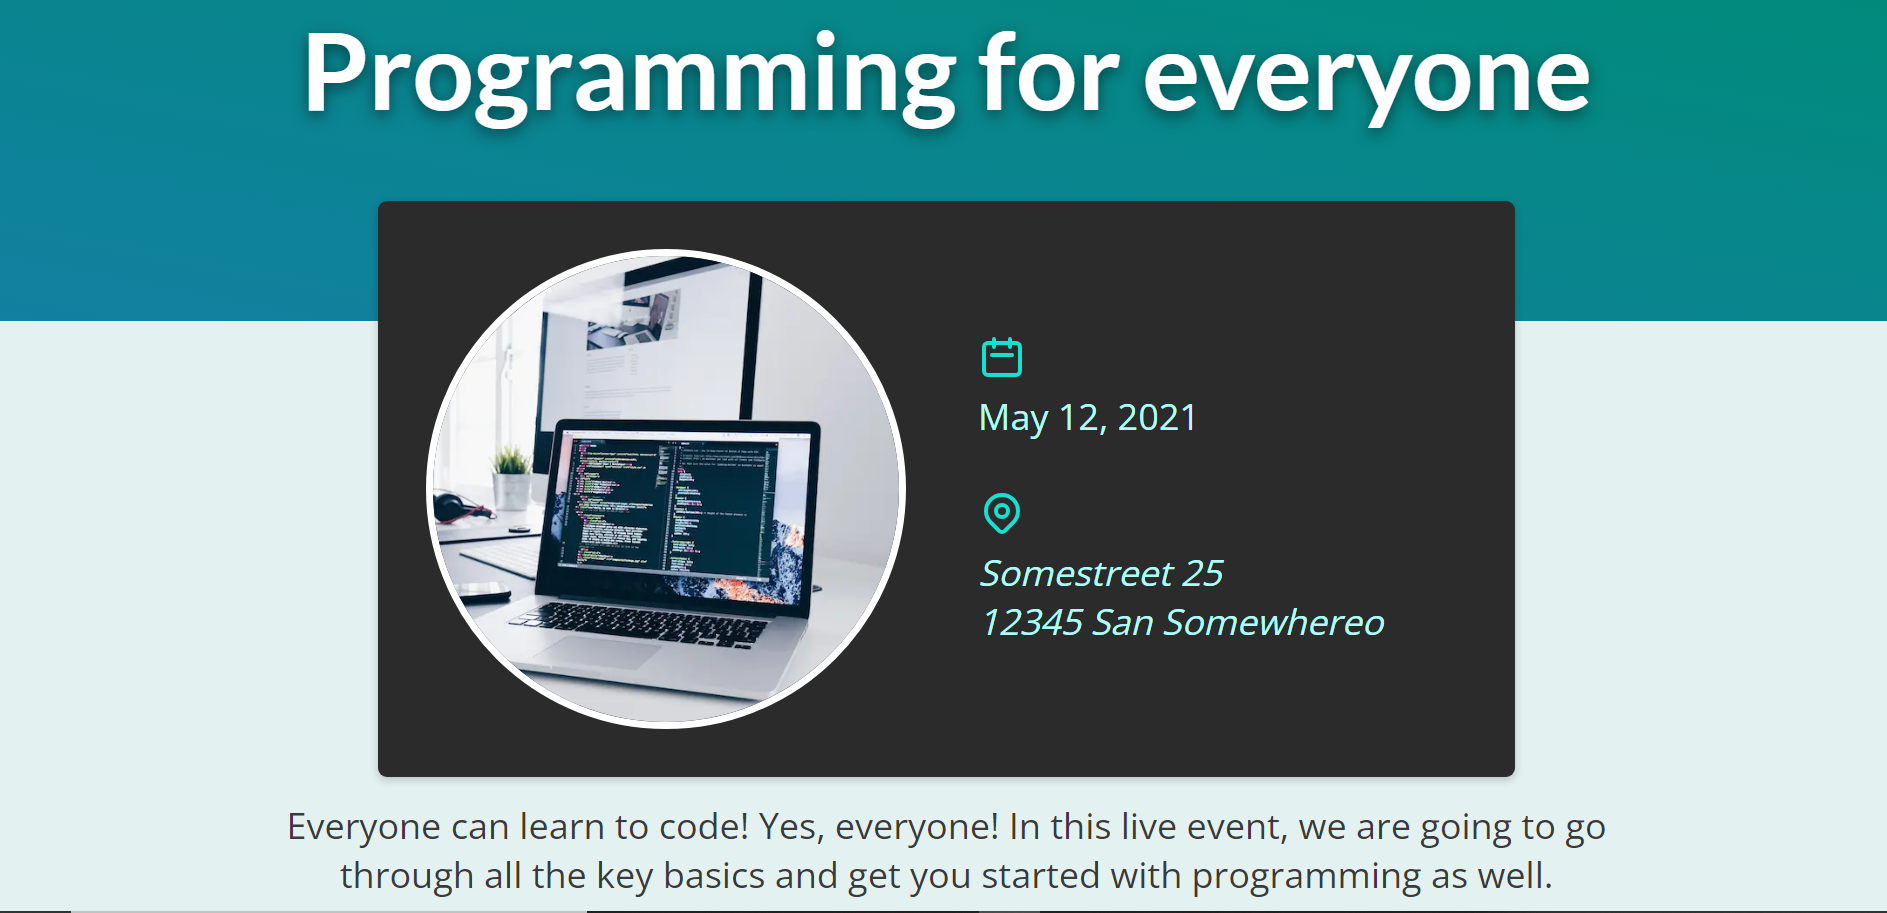 Programming for everyone
May 12, 2021
Somestreet 25
12345 San Somewhereo
Everyone can learn to code! Yes, everyone! In this live event, we are going to go
through all the key basics and get you started with programming as well.